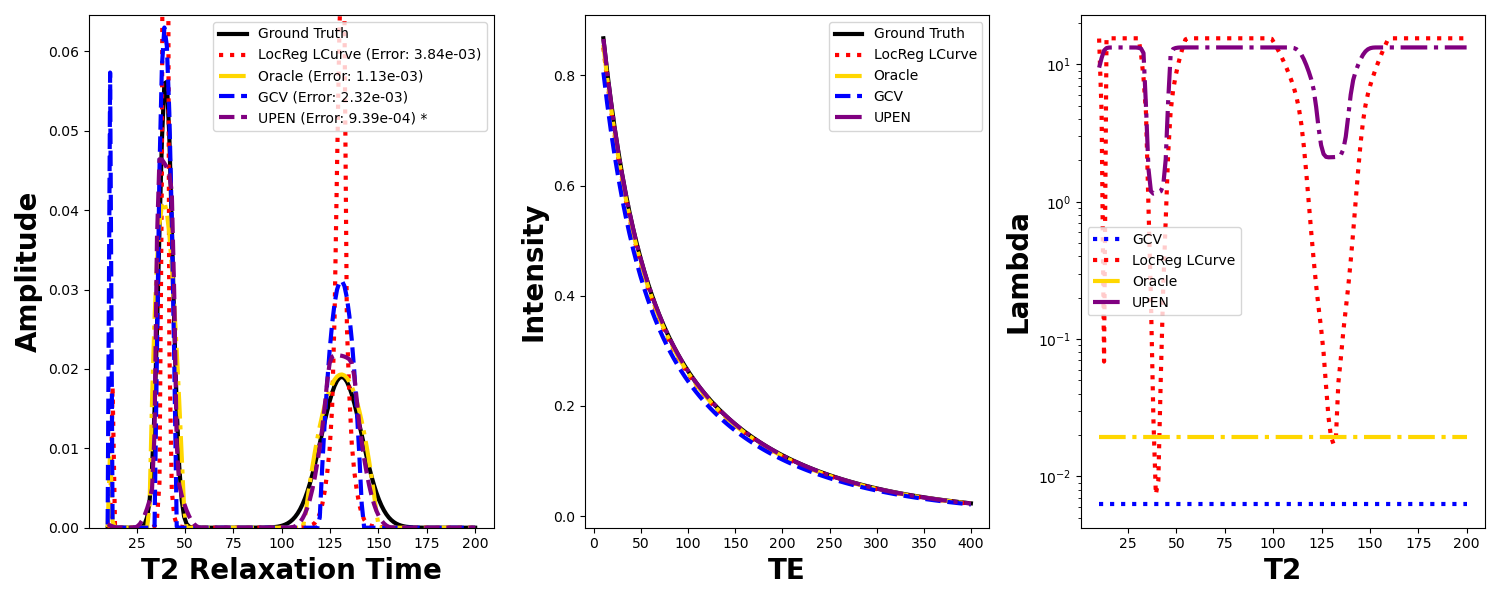 Amplitude
0.06
0.05
0.04
0.03
0.02
0.01
0.00
Ground Truth
LocReg LCurve (Error: 3.84e-03)
Oracle (Error: 1.13e-03)
GCV (Error: 2.32e-03)
UPEN (Error: 9.39e-04) *
25 50 75 100 125 150 175 200
T2 Relaxation Time
Intensity
0.8
0.6
0.4
0.2
0.0
Ground Truth
LocReg LCurve
Oracle
GCV
UPEN
0 50 100 150 200 250 300 350 400
TE
Lambda
10¹
10⁰
10⁻¹
10⁻²
GCV
LocReg LCurve
Oracle
UPEN
25 50 75 100 125 150 175 200
T2